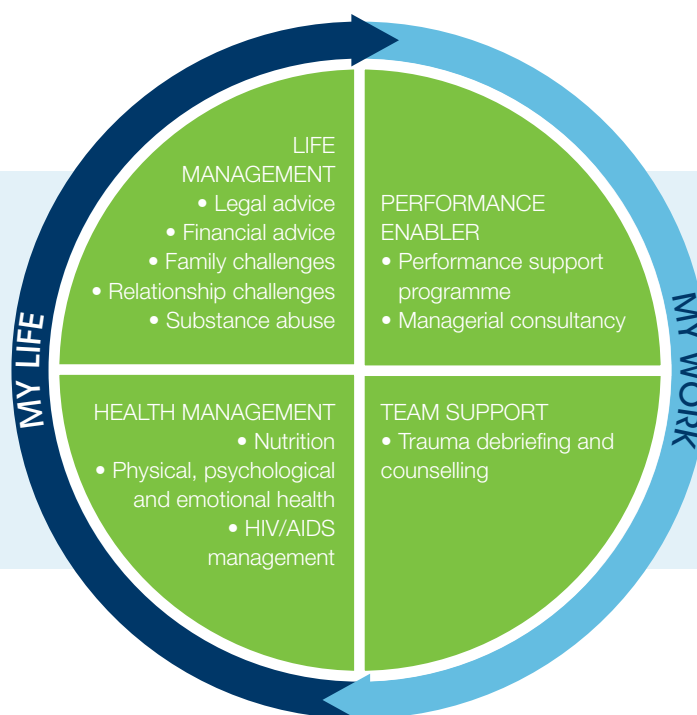 MY LIFE
LIFE
MANAGEMENT
• Legal advice
• Financial advice
• Family challenges
• Relationship challenges
• Substance abuse
PERFORMANCE
ENABLER
• Performance support
programme
• Managerial consultancy
HEALTH MANAGEMENT
• Nutrition
• Physical, psychological
and emotional health
• HIV/AIDS
management
TEAM SUPPORT
• Trauma debriefing and
counselling
MY WORK